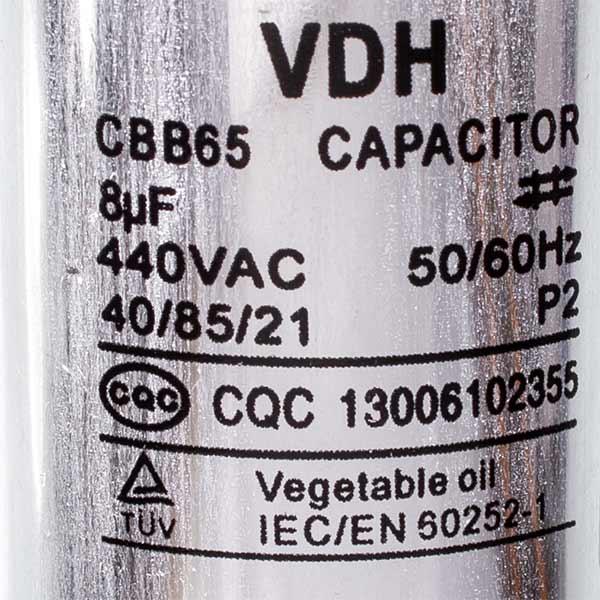 VDH
CBB65 CAPACITOR
8µF
440VAC 50/60Hz
40/85/21 P2
CQC CQC 13006102355
TÜV Vegetable oil
IEC/EN 60252-1